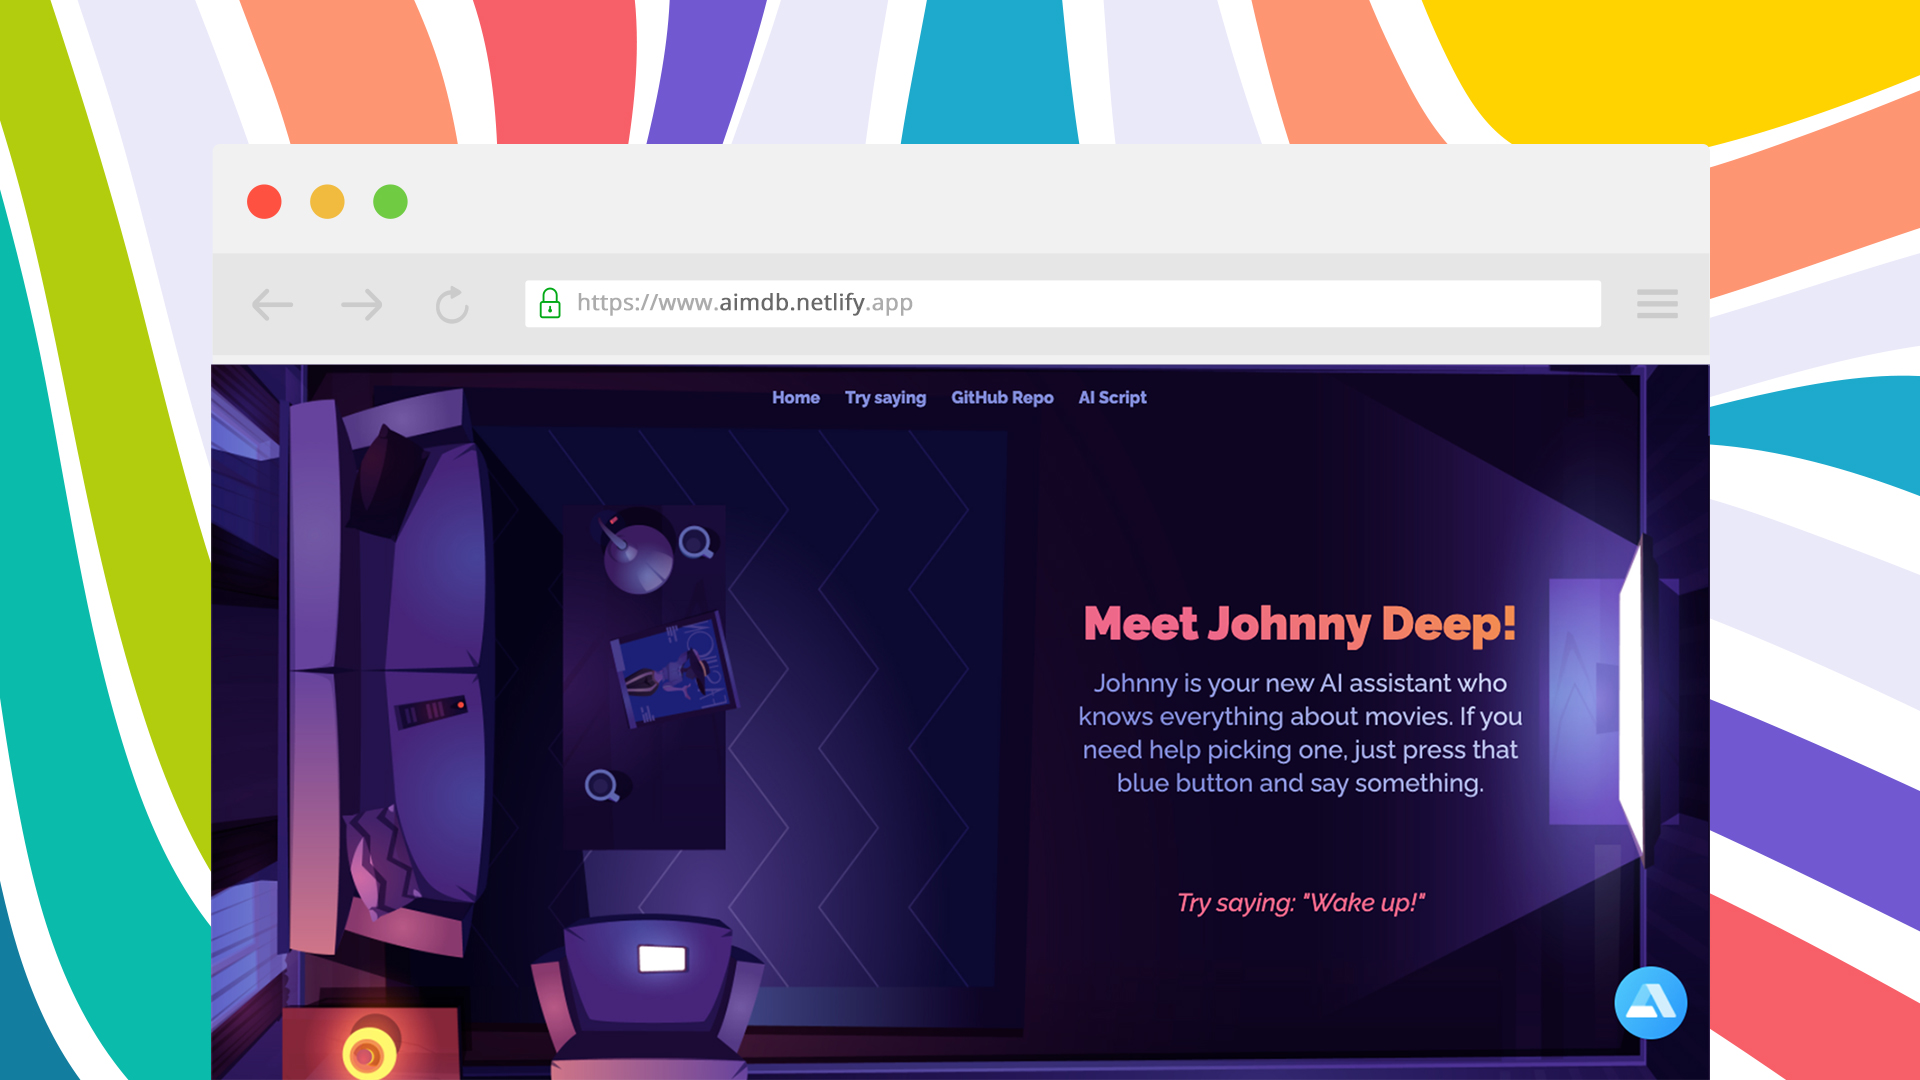 https://www.aimdb.netlify.app
Home Try saying GitHub Repo AI Script
Meet Johnny Deep!
Johnny is your new AI assistant who
knows everything about movies. If you
need help picking one, just press that
blue button and say something.
Try saying: "Wake up!"